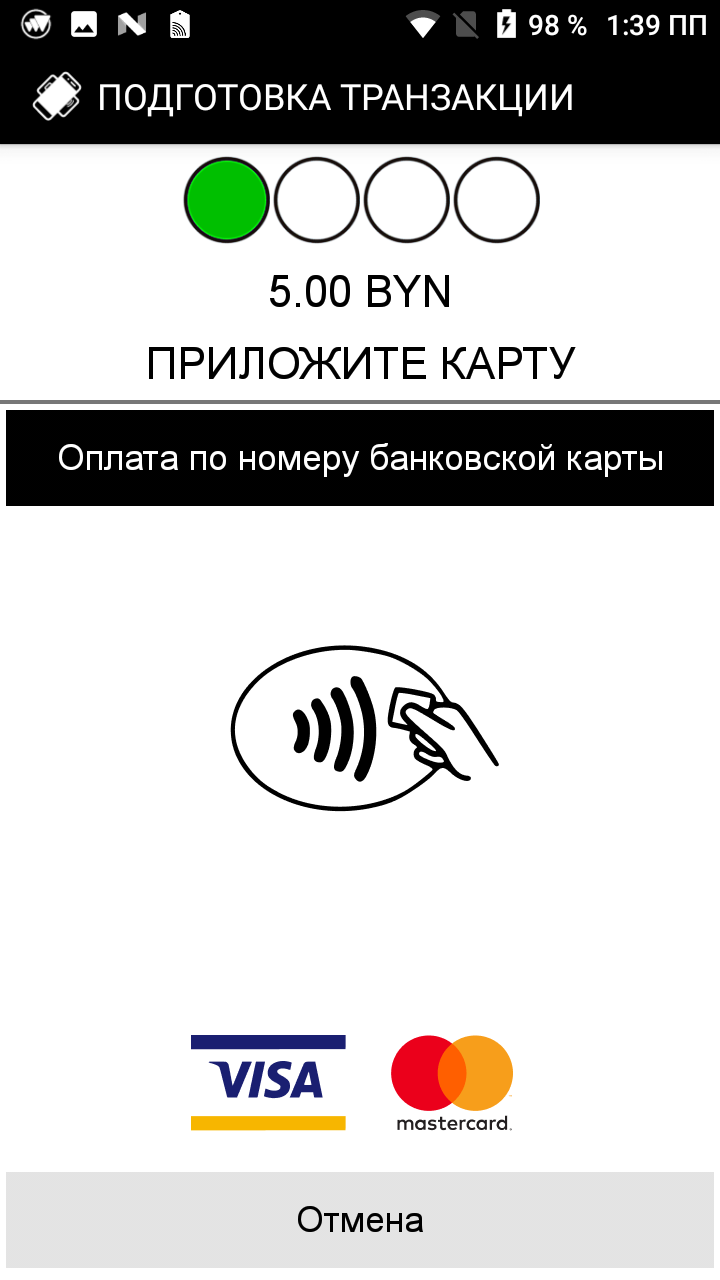 98 % 1:39 ПП
ПОДГОТОВКА ТРАНЗАКЦИИ
5.00 BYN
ПРИЛОЖИТЕ КАРТУ
Оплата по номеру банковской карты
VISA mastercard.
Отмена